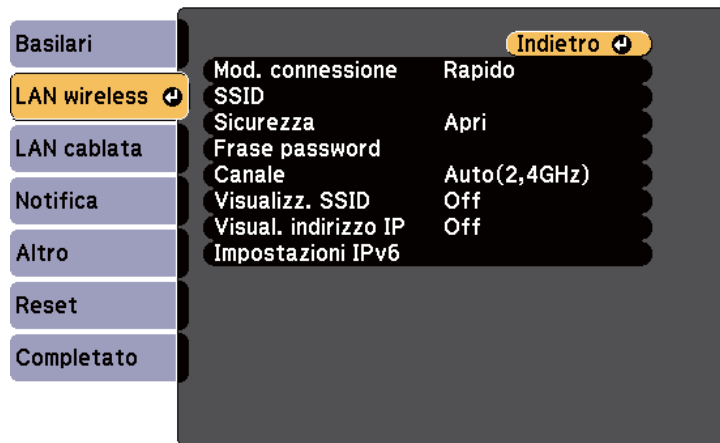 Basilari
LAN wireless
LAN cablata
Notifica
Altro
Reset
Completato
Indietro
Mod. connessione Rapido
SSID
Sicurezza Apri
Frase password
Canale Auto(2,4GHz)
Visualizz. SSID Off
Visual. indirizzo IP Off
Impostazioni IPv6